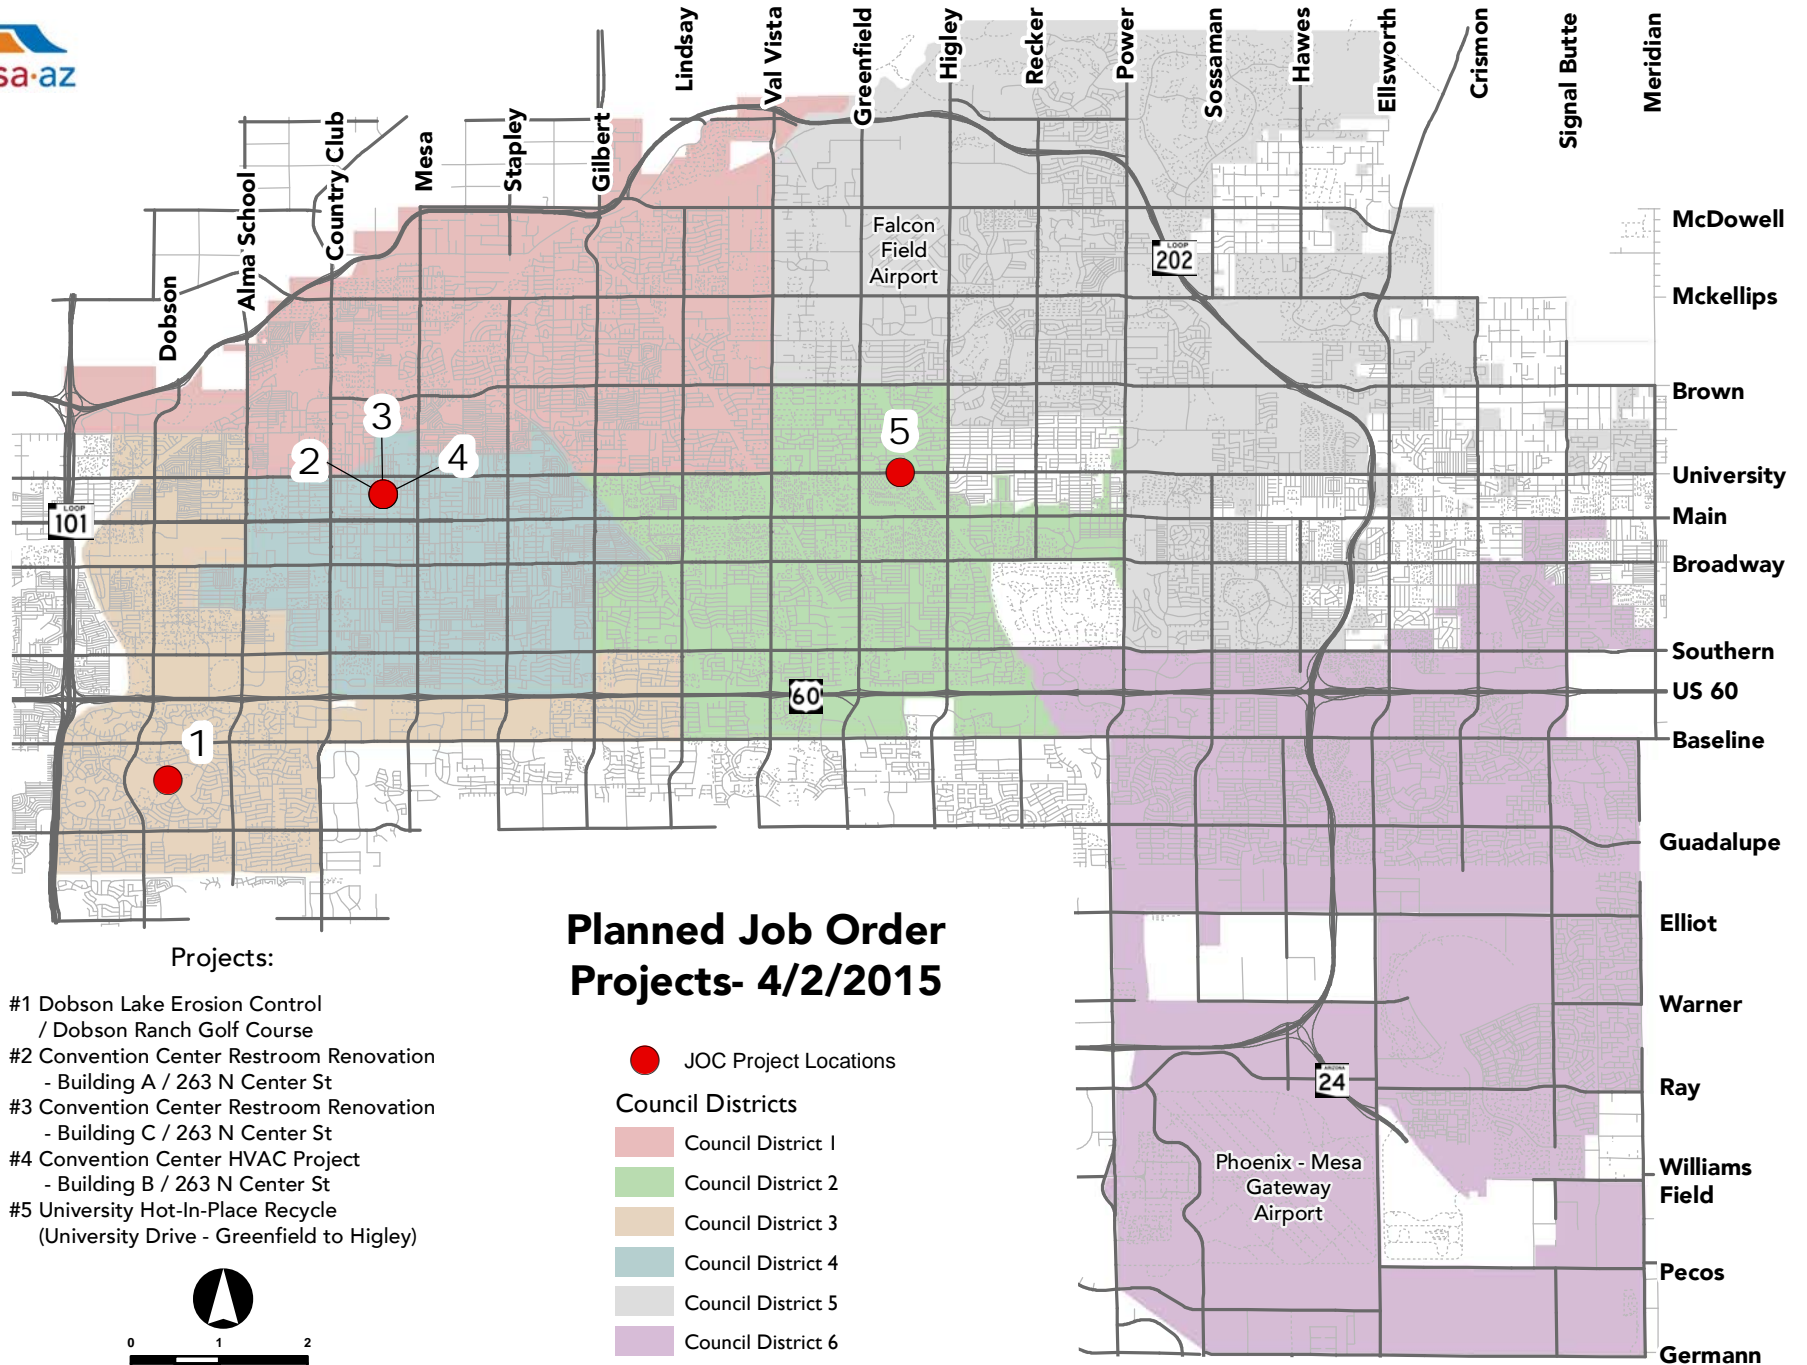 sa·az
Lindsay
Val Vista
Greenfield
Higley
Recker
Power
Sossaman
Hawes
Ellsworth
Crismon
Signal Butte
Meridian
Gilbert
Stapley
Mesa
Country Club
Alma School
Dobson
McDowell
Mckellips
Brown
University
Main
Broadway
Southern
US 60
Baseline
Guadalupe
Elliot
Warner
Ray
Williams
Field
Pecos
Germann
Falcon
Field
Airport
LOOP
202
LOOP
101
60
ARIZONA
24
Phoenix - Mesa
Gateway
Airport
3
2
4
5
1
Planned Job Order
Projects- 4/2/2015
JOC Project Locations
Council Districts
Council District 1
Council District 2
Council District 3
Council District 4
Council District 5
Council District 6
Projects:
#1 Dobson Lake Erosion Control
/ Dobson Ranch Golf Course
#2 Convention Center Restroom Renovation
- Building A / 263 N Center St
#3 Convention Center Restroom Renovation
- Building C / 263 N Center St
#4 Convention Center HVAC Project
- Building B / 263 N Center St
#5 University Hot-In-Place Recycle
(University Drive - Greenfield to Higley)
0 1 2